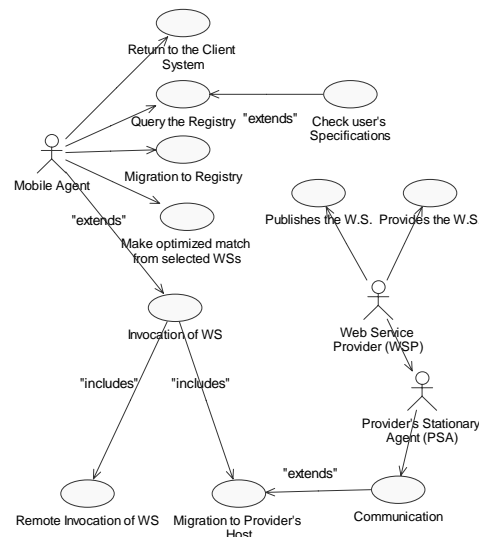 Return to the Client
System
Query the Registry
"extends"
Check user's
Specifications
Mobile Agent
Migration to Registry
"extends"
Publishes the W.S.
Provides the W.S
Make optimized match
from selected WSs
Invocation of WS
Web Service
Provider (WSP)
"includes"
"includes"
Provider's Stationary
Agent (PSA)
"extends"
Remote Invocation of WS
Migration to Provider's
Host
Communication